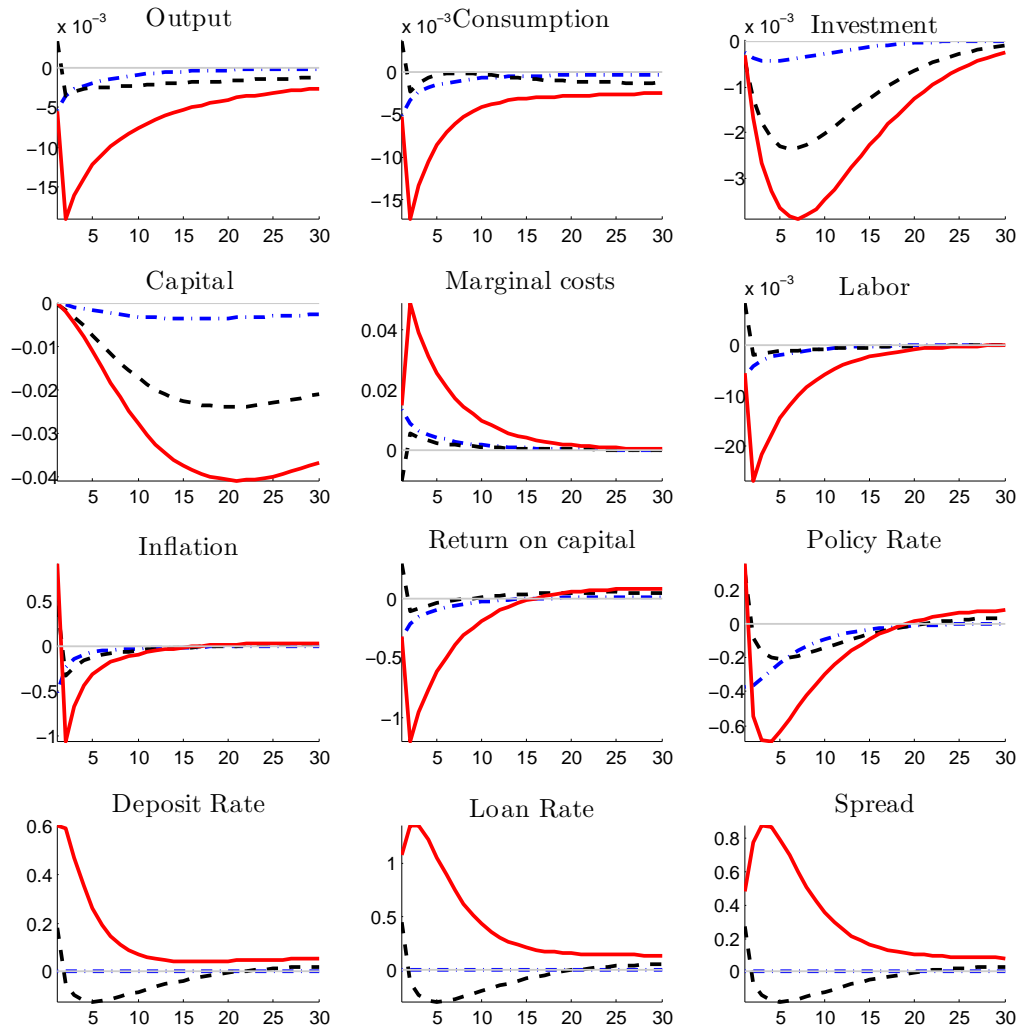 Output
x 10⁻³
0
−5
−10
−15
5 10 15 20 25 30
Consumption
x 10⁻³
0
−5
−10
−15
5 10 15 20 25 30
Investment
0
−1
−2
−3
5 10 15 20 25 30
Capital
0
−0.01
−0.02
−0.03
−0.04
5 10 15 20 25 30
Marginal costs
0.04
0.02
0
5 10 15 20 25 30
Labor
x 10⁻³
0
−10
−20
5 10 15 20 25 30
Inflation
0.5
0
−0.5
−1
5 10 15 20 25 30
Return on capital
0
−0.5
−1
5 10 15 20 25 30
Policy Rate
0.2
0
−0.2
−0.4
−0.6
5 10 15 20 25 30
Deposit Rate
0.6
0.4
0.2
0
5 10 15 20 25 30
Loan Rate
1
0.5
0
5 10 15 20 25 30
Spread
0.8
0.6
0.4
0.2
0
5 10 15 20 25 30